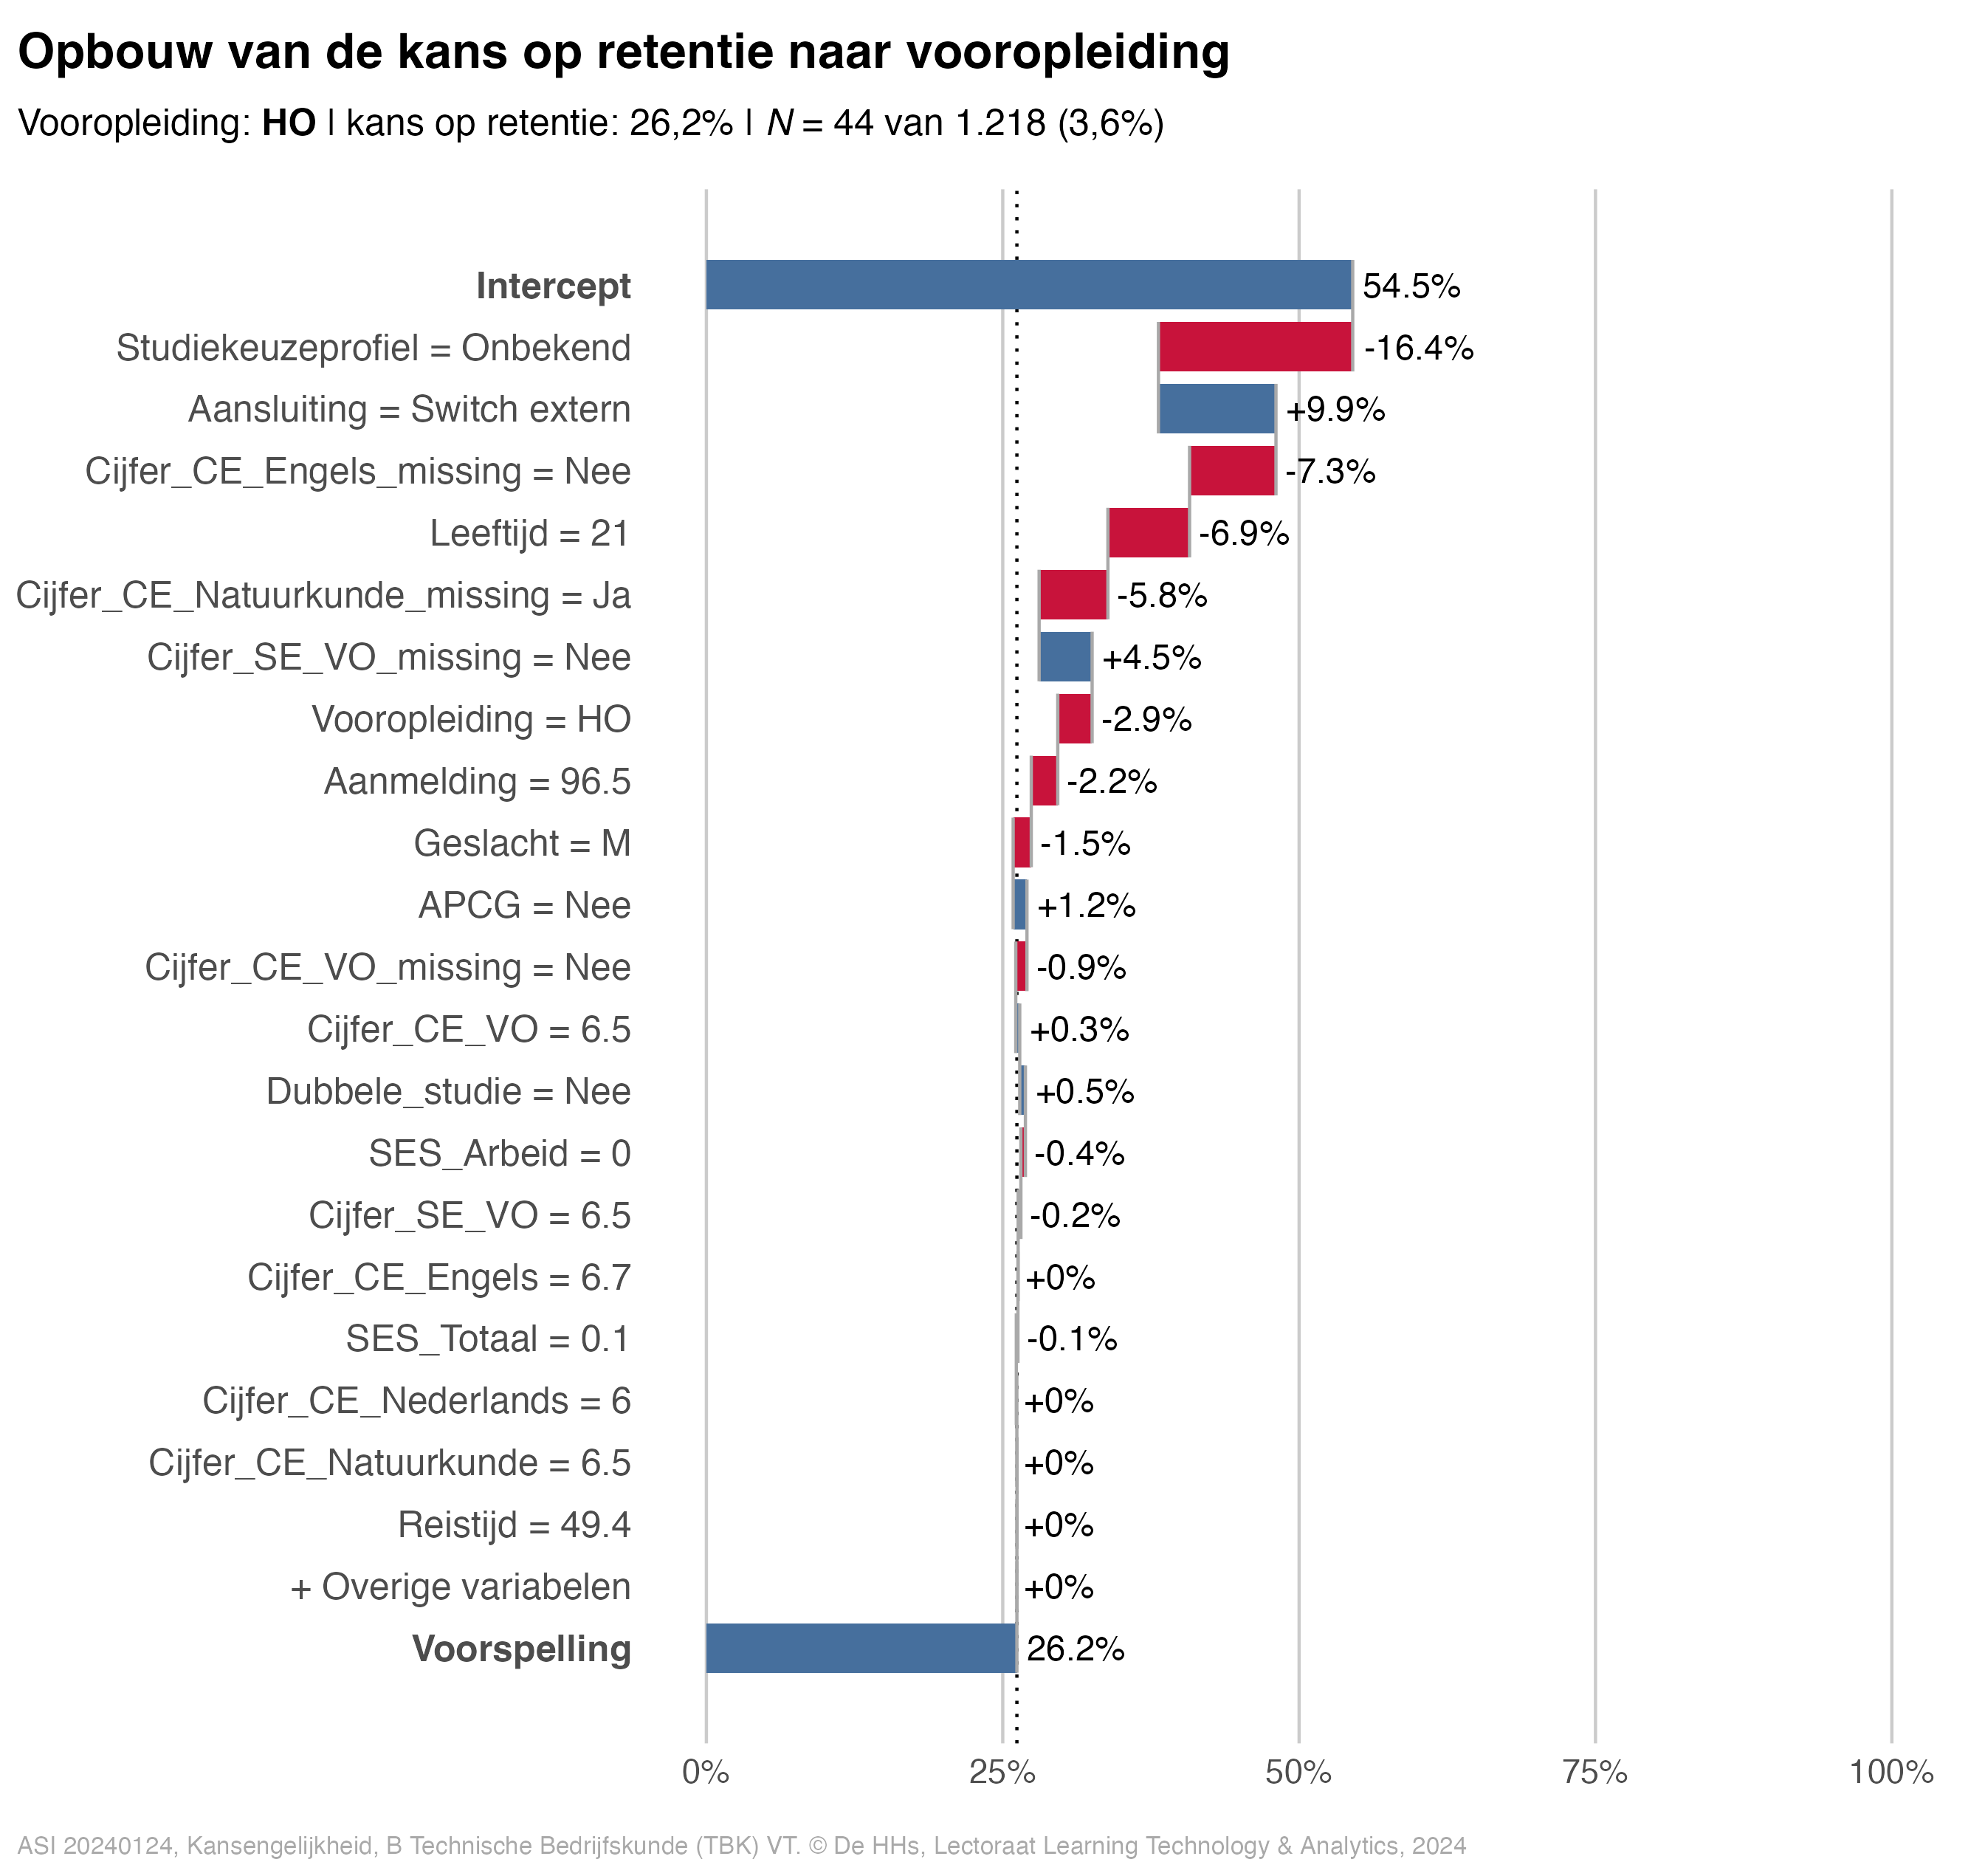 Opbouw van de kans op retentie naar vooropleiding
Vooropleiding: HO | kans op retentie: 26,2% | N = 44 van 1.218 (3,6%)
Intercept 54.5%
Studiekeuzeprofiel = Onbekend -16.4%
Aansluiting = Switch extern +9.9%
Cijfer_CE_Engels_missing = Nee -7.3%
Leeftijd = 21 -6.9%
Cijfer_CE_Natuurkunde_missing = Ja -5.8%
Cijfer_SE_VO_missing = Nee +4.5%
Vooropleiding = HO -2.9%
Aanmelding = 96.5 -2.2%
Geslacht = M -1.5%
APCG = Nee +1.2%
Cijfer_CE_VO_missing = Nee -0.9%
Cijfer_CE_VO = 6.5 +0.3%
Dubbele_studie = Nee +0.5%
SES_Arbeid = 0 -0.4%
Cijfer_SE_VO = 6.5 -0.2%
Cijfer_CE_Engels = 6.7 +0%
SES_Totaal = 0.1 -0.1%
Cijfer_CE_Nederlands = 6 +0%
Cijfer_CE_Natuurkunde = 6.5 +0%
Reistijd = 49.4 +0%
+ Overige variabelen +0%
Voorspelling 26.2%
0% 25% 50% 75% 100%
ASI 20240124, Kansengelijkheid, B Technische Bedrijfskunde (TBK) VT. © De HHs, Lectoraat Learning Technology & Analytics, 2024